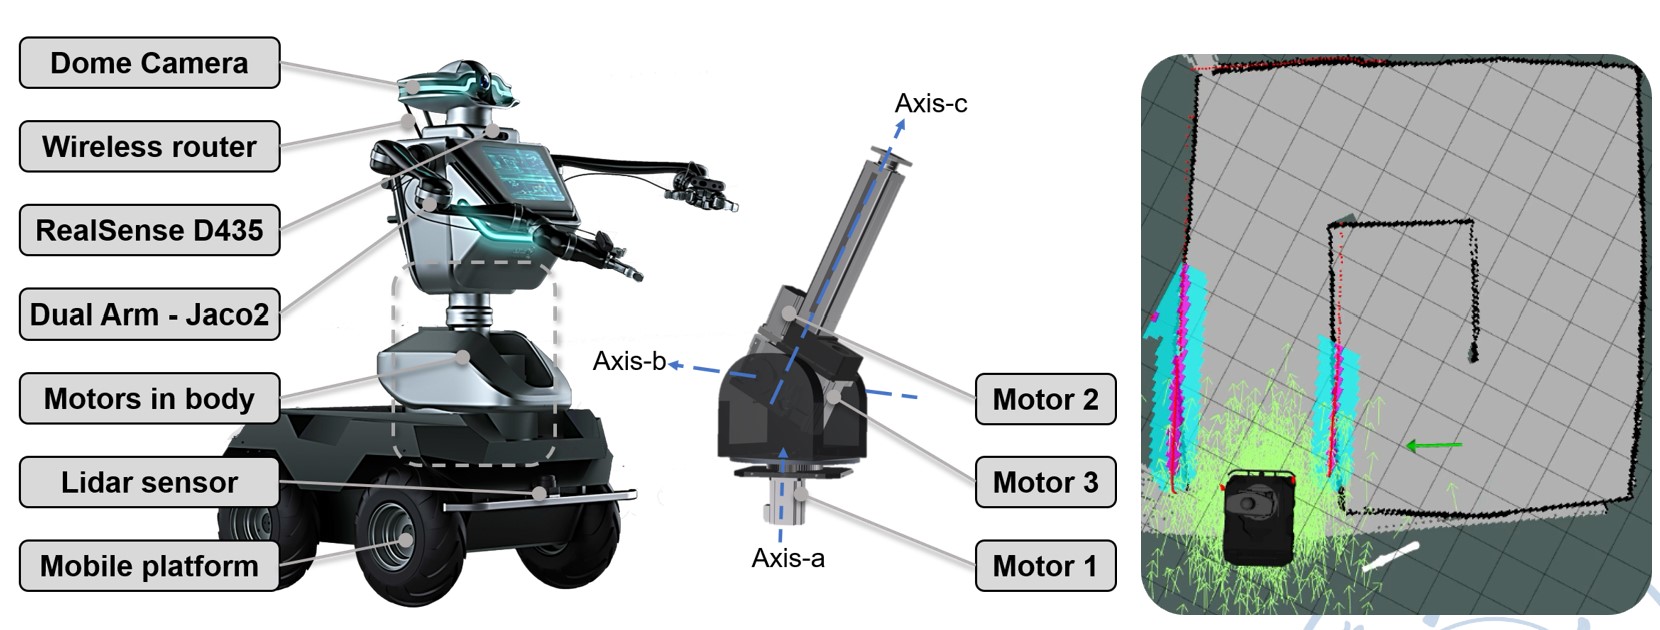 Dome Camera
Wireless router
RealSense D435
Dual Arm - Jaco2
Motors in body
Lidar sensor
Mobile platform
Axis-c
Axis-b
Axis-a
Motor 2
Motor 3
Motor 1